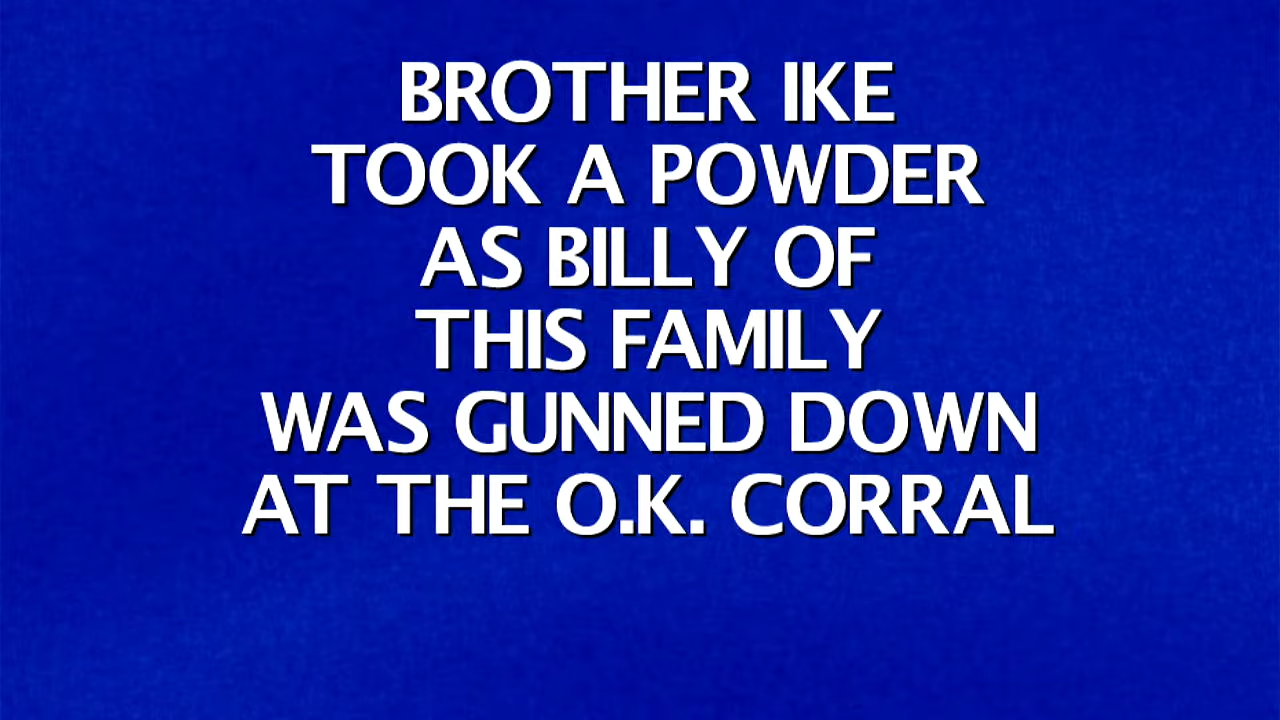 BROTHER IKE
TOOK A POWDER
AS BILLY OF
THIS FAMILY
WAS GUNNED DOWN
AT THE O.K. CORRAL